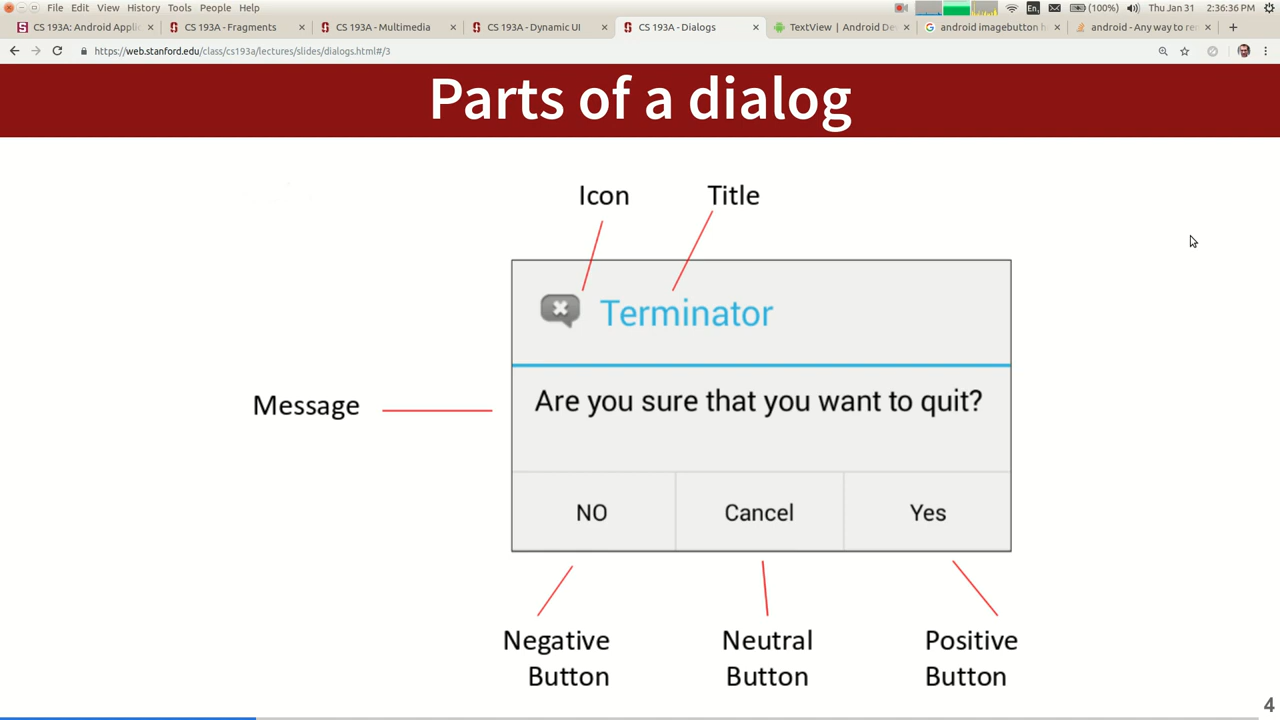 File Edit View History Tools People Help
En (100%) Thu Jan 31 2:36:36 PM
CS 193A: Android Appli CS 193A - Fragments CS 193A - Multimedia CS 193A - Dynamic UI CS 193A - Dialogs TextView | Android De android imagebutton h android - Any way to re
https://web.stanford.edu/class/cs193a/lectures/slides/dialogs.html#/3
Parts of a dialog
Icon Title
Terminator
Message
Are you sure that you want to quit?
NO Cancel Yes
Negative Neutral Positive
Button Button Button
4